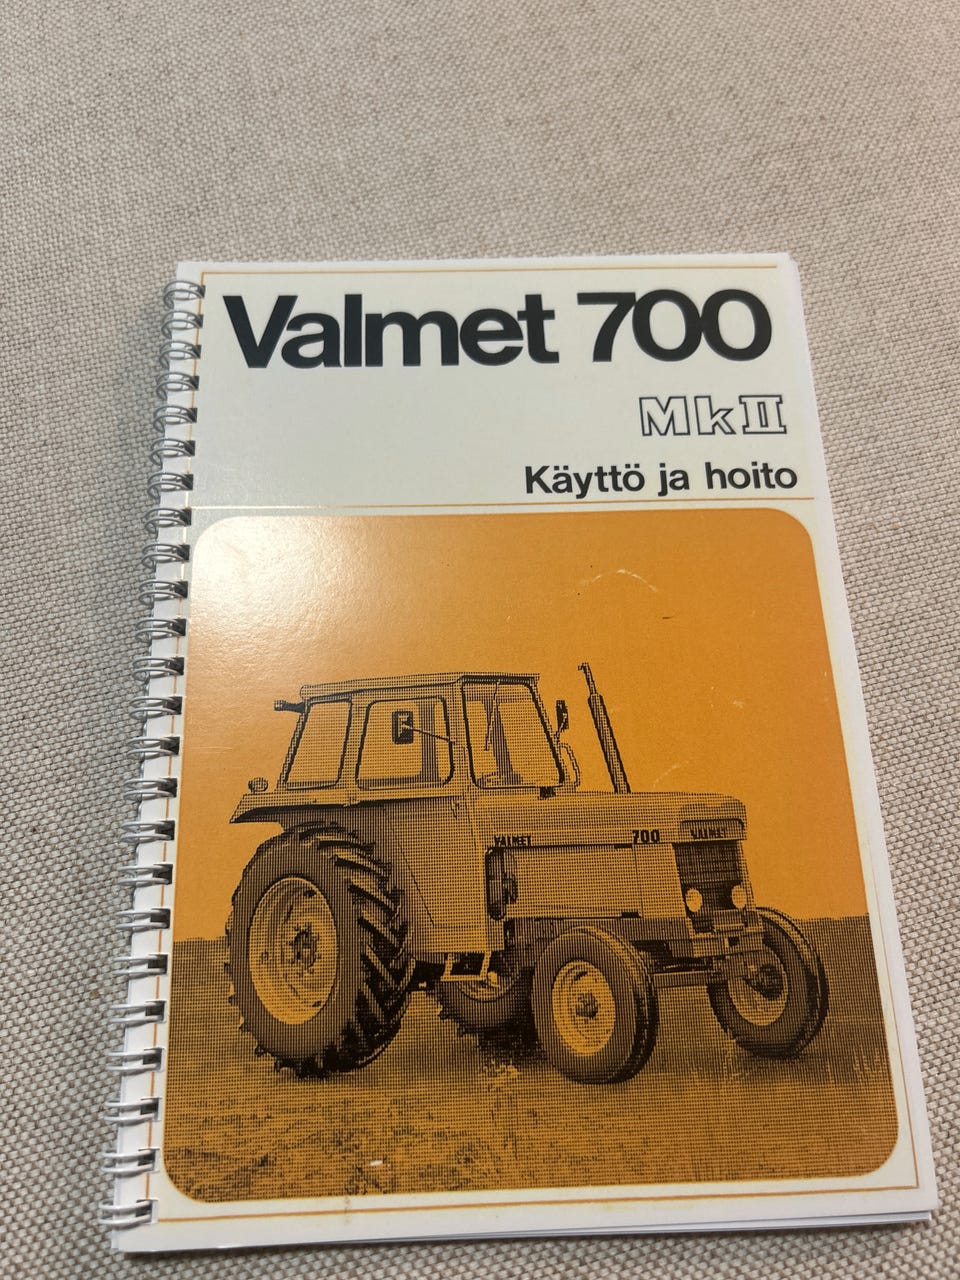 Valmet 700
MkII
Käyttö ja hoito
VALMET
700
VALMET